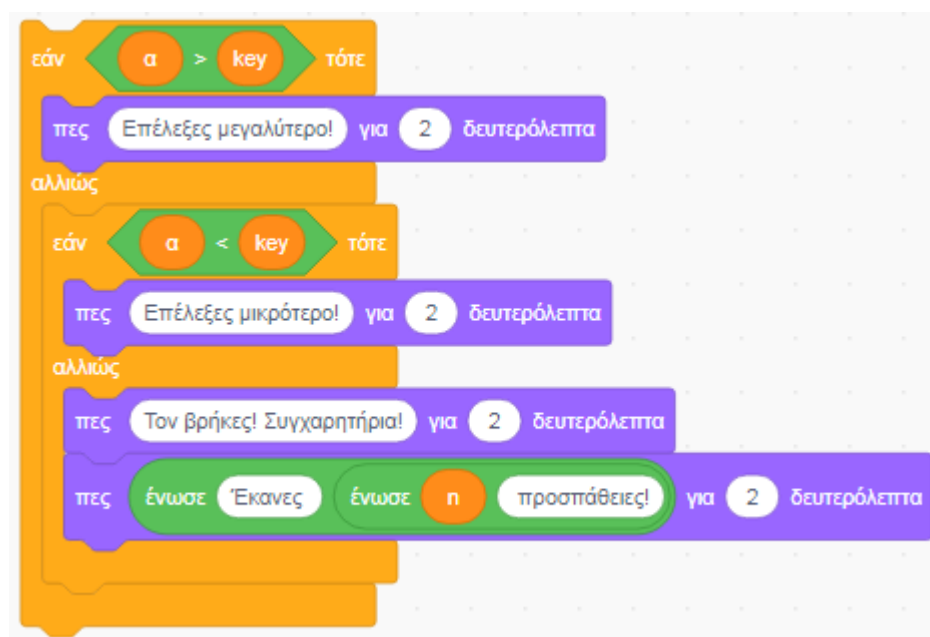 εάν α > key τότε
πες Επέλεξες μεγαλύτερο! για 2 δευτερόλεπτα
αλλιώς
εάν α < key τότε
πες Επέλεξες μικρότερο! για 2 δευτερόλεπτα
αλλιώς
πες Τον βρήκες! Συγχαρητήρια! για 2 δευτερόλεπτα
πες ένωσε Έκανες ένωσε n προσπάθειες! για 2 δευτερόλεπτα